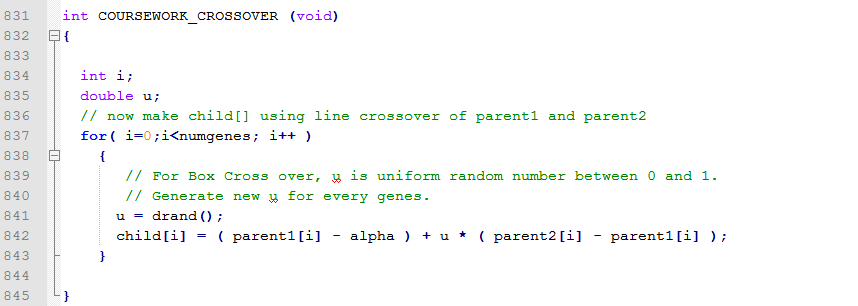 831 int COURSEWORK_CROSSOVER (void)
832 {
833
834 int i;
835 double u;
836 // now make child[] using line crossover of parent1 and parent2
837 for( i=0;i<numgenes; i++ )
838 {
839 // For Box Cross over, u is uniform random number between 0 and 1.
840 // Generate new u for every genes.
841 u = drand();
842 child[i] = ( parent1[i] - alpha ) + u * ( parent2[i] - parent1[i] );
843 }
844
845 }